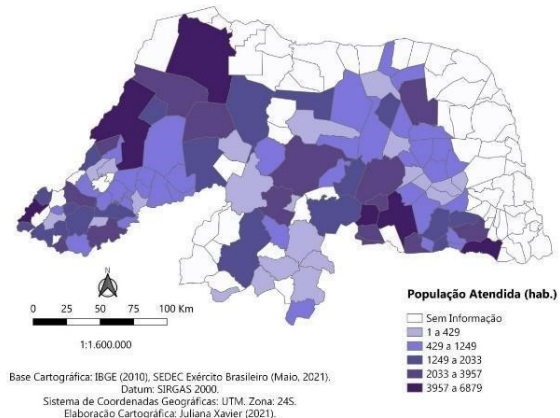 N
0 25 50 75 100 Km
1:1.600.000
Base Cartográfica: IBGE (2010), SEDEC Exército Brasileiro (Maio, 2021).
Datum: SIRGAS 2000.
Sistema de Coordenadas Geográficas: UTM. Zona: 24S.
Elaboração Cartográfica: Juliana Xavier (2021).
População Atendida (hab.)
Sem Informação
1 a 429
429 a 1249
1249 a 2033
2033 a 3957
3957 a 6879